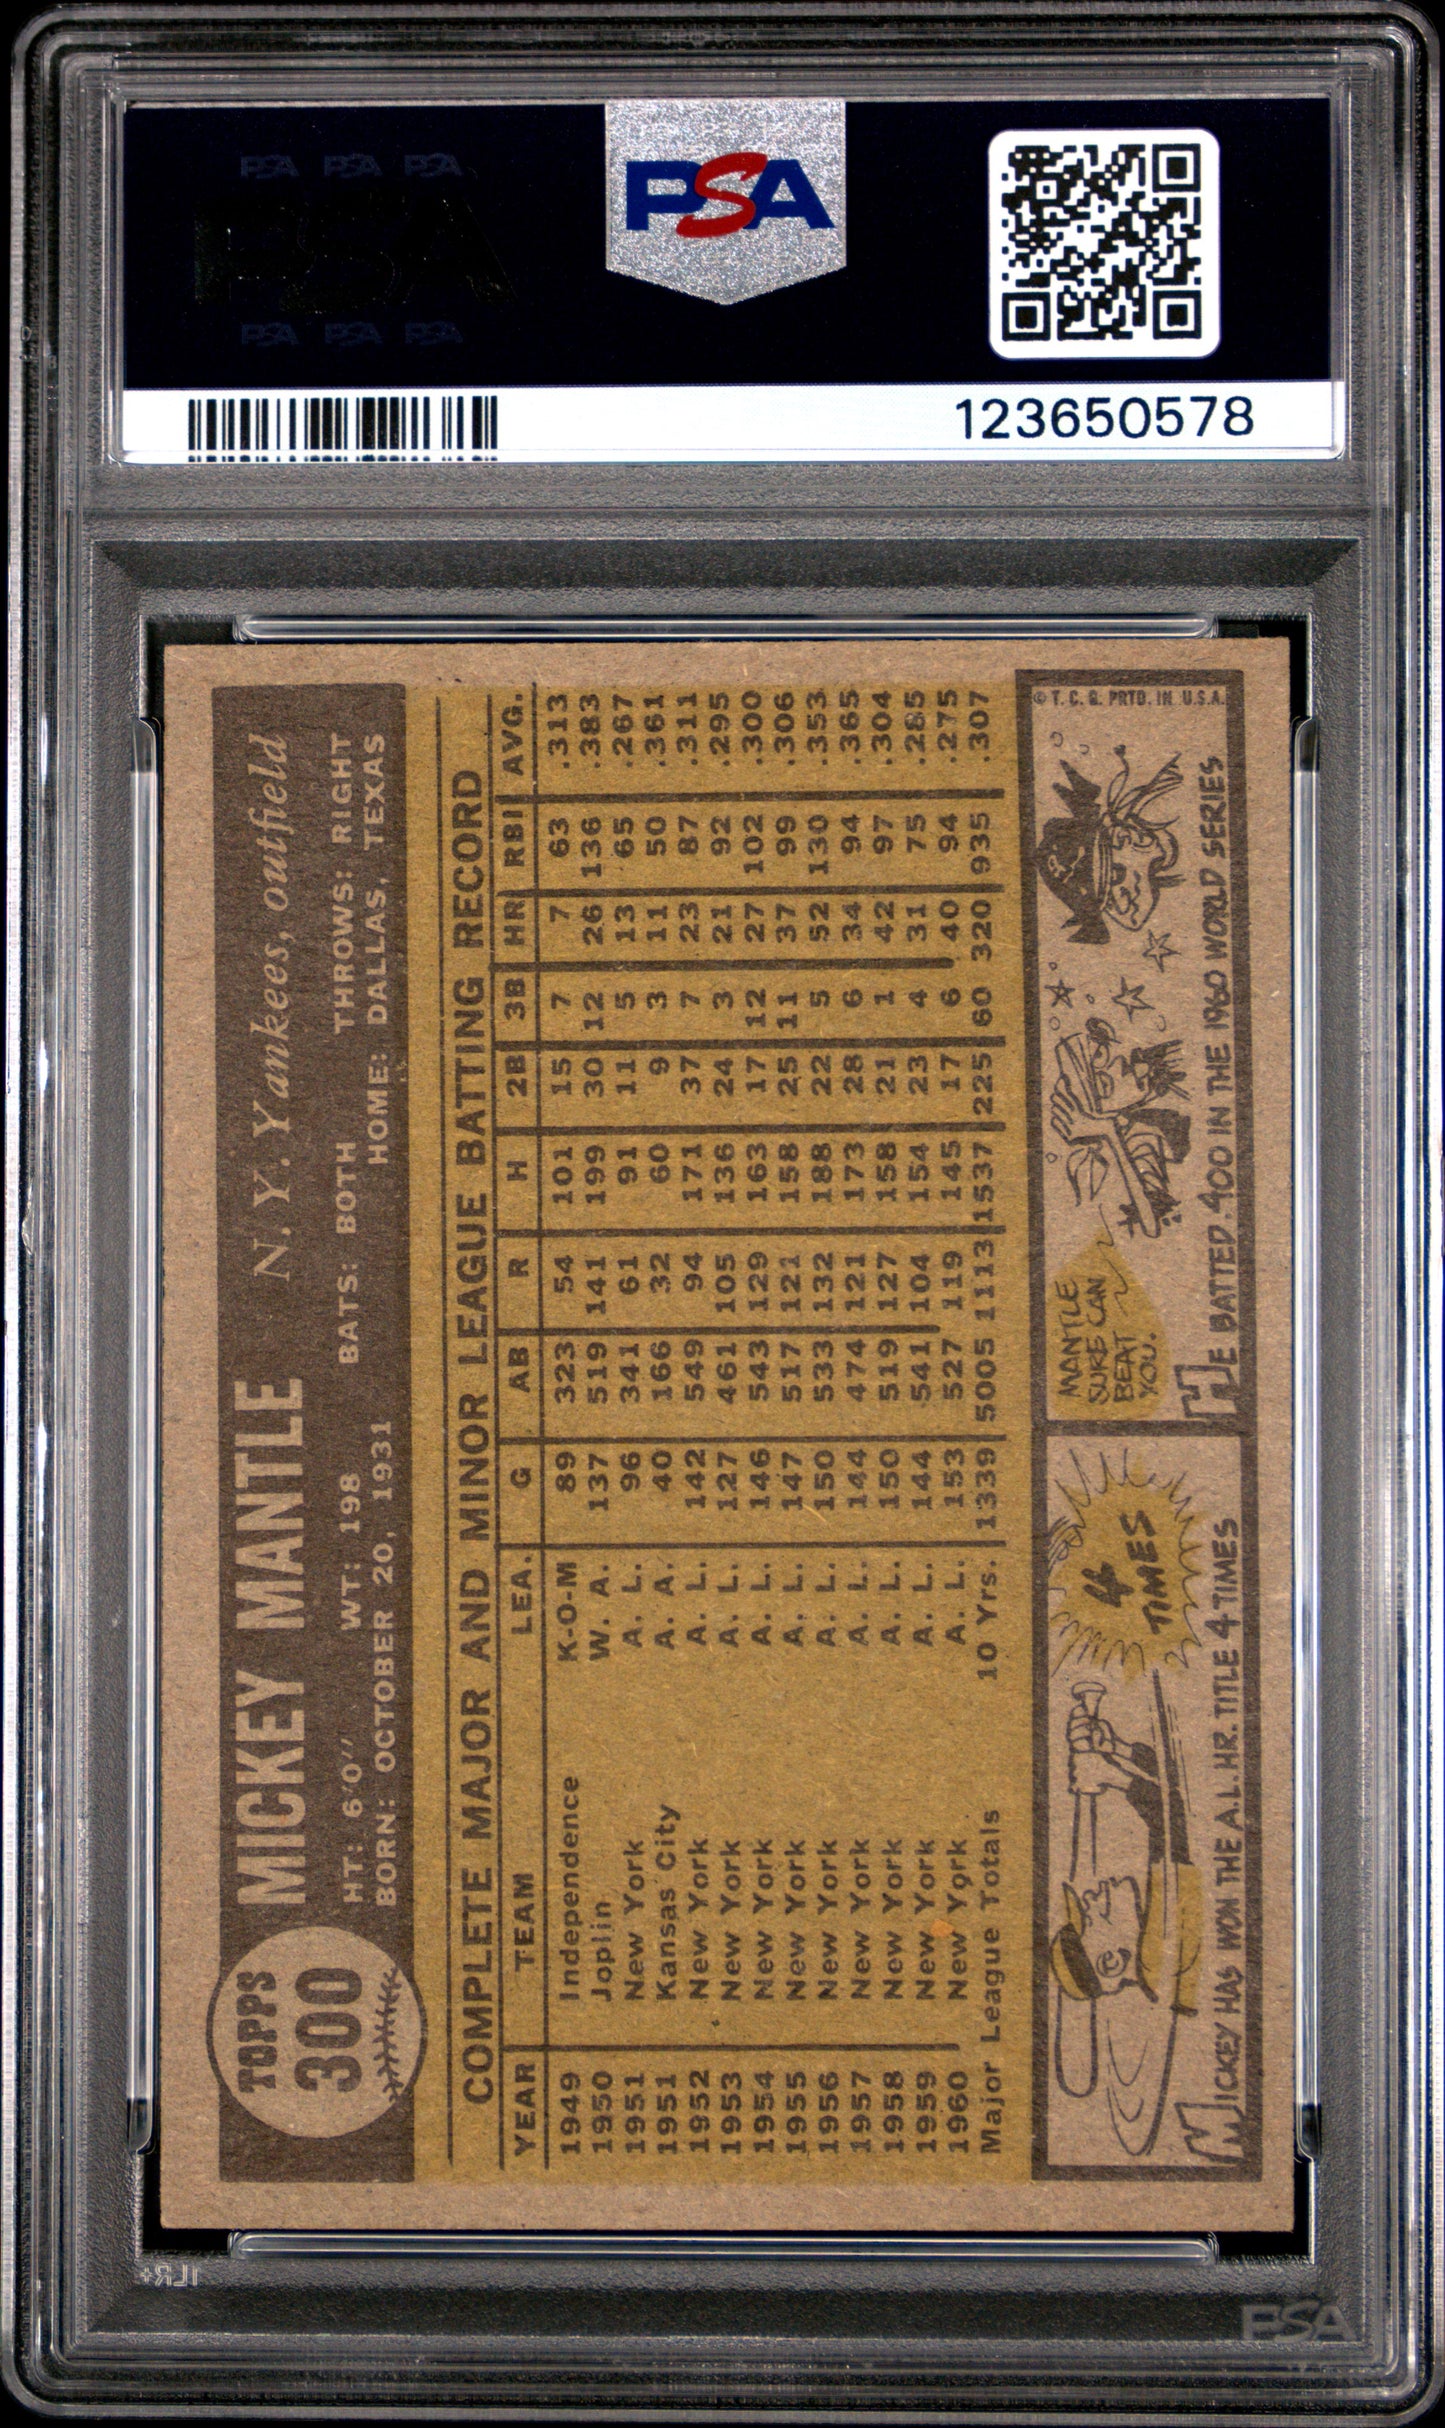 PSA PSA PSA
PSA
PSA PSA PSA
PSA
123650578
TOPPS
300
MICKEY MANTLE N. Y. Yankees, outfield
HT: 6'0" WT: 198 BATS: BOTH THROWS: RIGHT
BORN: OCTOBER 20, 1931 HOME: DALLAS, TEXAS
COMPLETE MAJOR AND MINOR LEAGUE BATTING RECORD
YEAR TEAM LEA. G AB R H 2B 3B HR RBI AVG.
1949 Independence K-O-M 89 323 54 101 15 7 7 63 .313
1950 Joplin W. A. 137 519 141 199 30 12 26 136 .383
1951 New York A. L. 96 341 61 91 11 5 13 65 .267
1951 Kansas City A. A. 40 166 32 60 9 3 11 50 .361
1952 New York A. L. 142 549 94 171 37 7 23 87 .311
1953 New York A. L. 127 461 105 136 24 3 21 92 .295
1954 New York A. L. 146 543 129 163 17 12 27 102 .300
1955 New York A. L. 147 517 121 158 25 11 37 99 .306
1956 New York A. L. 150 533 132 188 22 5 52 130 .353
1957 New York A. L. 144 474 121 173 28 6 34 94 .365
1958 New York A. L. 150 519 127 158 21 1 42 97 .304
1959 New York A. L. 144 541 104 154 23 4 31 75 .285
1960 New York A. L. 153 527 119 145 17 6 40 94 .275
Major League Totals 10 Yrs. 1339 5005 1113 1537 225 60 320 935 .307
4
TIMES
MICKEY HAS WON THE A.L. HR. TITLE 4 TIMES
MANTLE
SURE CAN
BEAT
YOU.
HE BATTED .400 IN THE 1960 WORLD SERIES
© T. C. G. PRTD. IN U.S.A.
1LR+
PSA